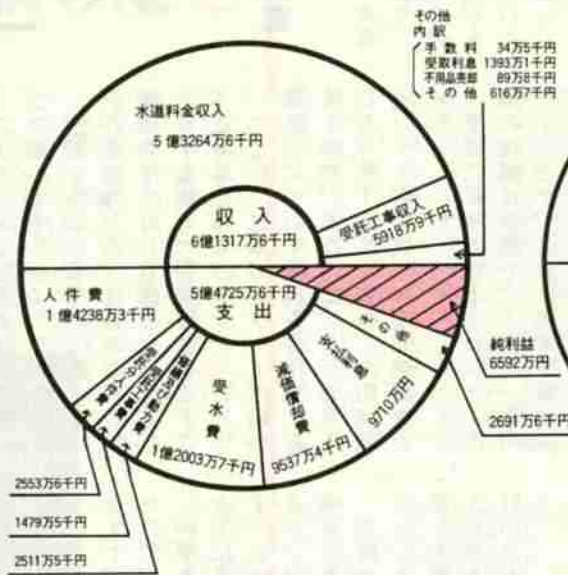 その他
内訳
手数料 34万5千円
受取利息 1393万1千円
不用品売却 89万8千円
その他 616万7千円
水道料金収入
5億3264万6千円
受託工事収入
5918万9千円
収入
6億1317万6千円
5億4725万6千円
支出
人件費
1億4238万3千円
受水費
1億2003万7千円
減価償却費
9537万4千円
支払利息
9710万円
その他
純利益
6592万円
2691万6千円
2553万6千円
1479万5千円
2511万5千円